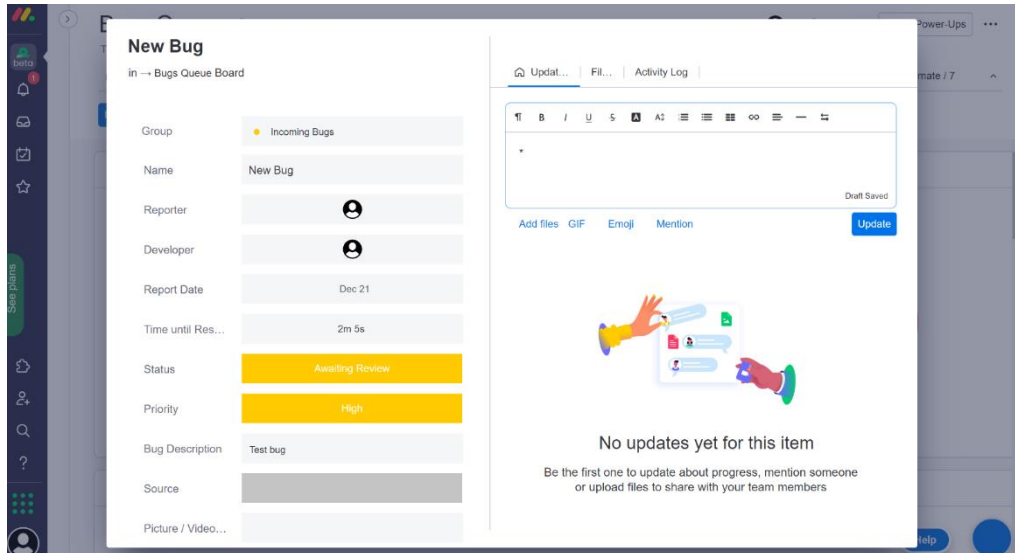 beta
1
See plans
Power-Ups
mate / 7
New Bug
in → Bugs Queue Board
Group
Incoming Bugs
Name
New Bug
Reporter
Developer
Report Date
Dec 21
Time until Res...
2m 5s
Status
Awaiting Review
Priority
High
Bug Description
Test bug
Source
Picture / Video...
Updat...
Fil...
Activity Log
B I U S A
*
Draft Saved
Add files GIF Emoji Mention
Update
No updates yet for this item
Be the first one to update about progress, mention someone
or upload files to share with your team members
Help